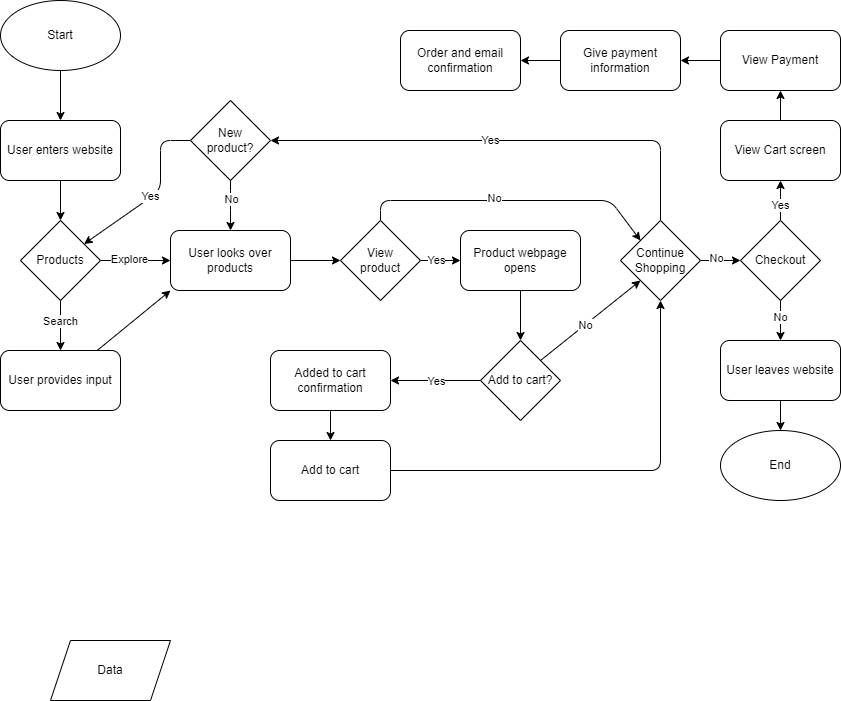 Start
Order and email
confirmation
Give payment
information
View Payment
User enters website
New
product?
Yes
View Cart screen
Yes
No
No
Yes
Products
Explore
User looks over
products
View
product
Yes
Product webpage
opens
Continue
Shopping
No
Checkout
Search
No
No
User provides input
Added to cart
confirmation
Yes
Add to cart?
User leaves website
Add to cart
End
Data